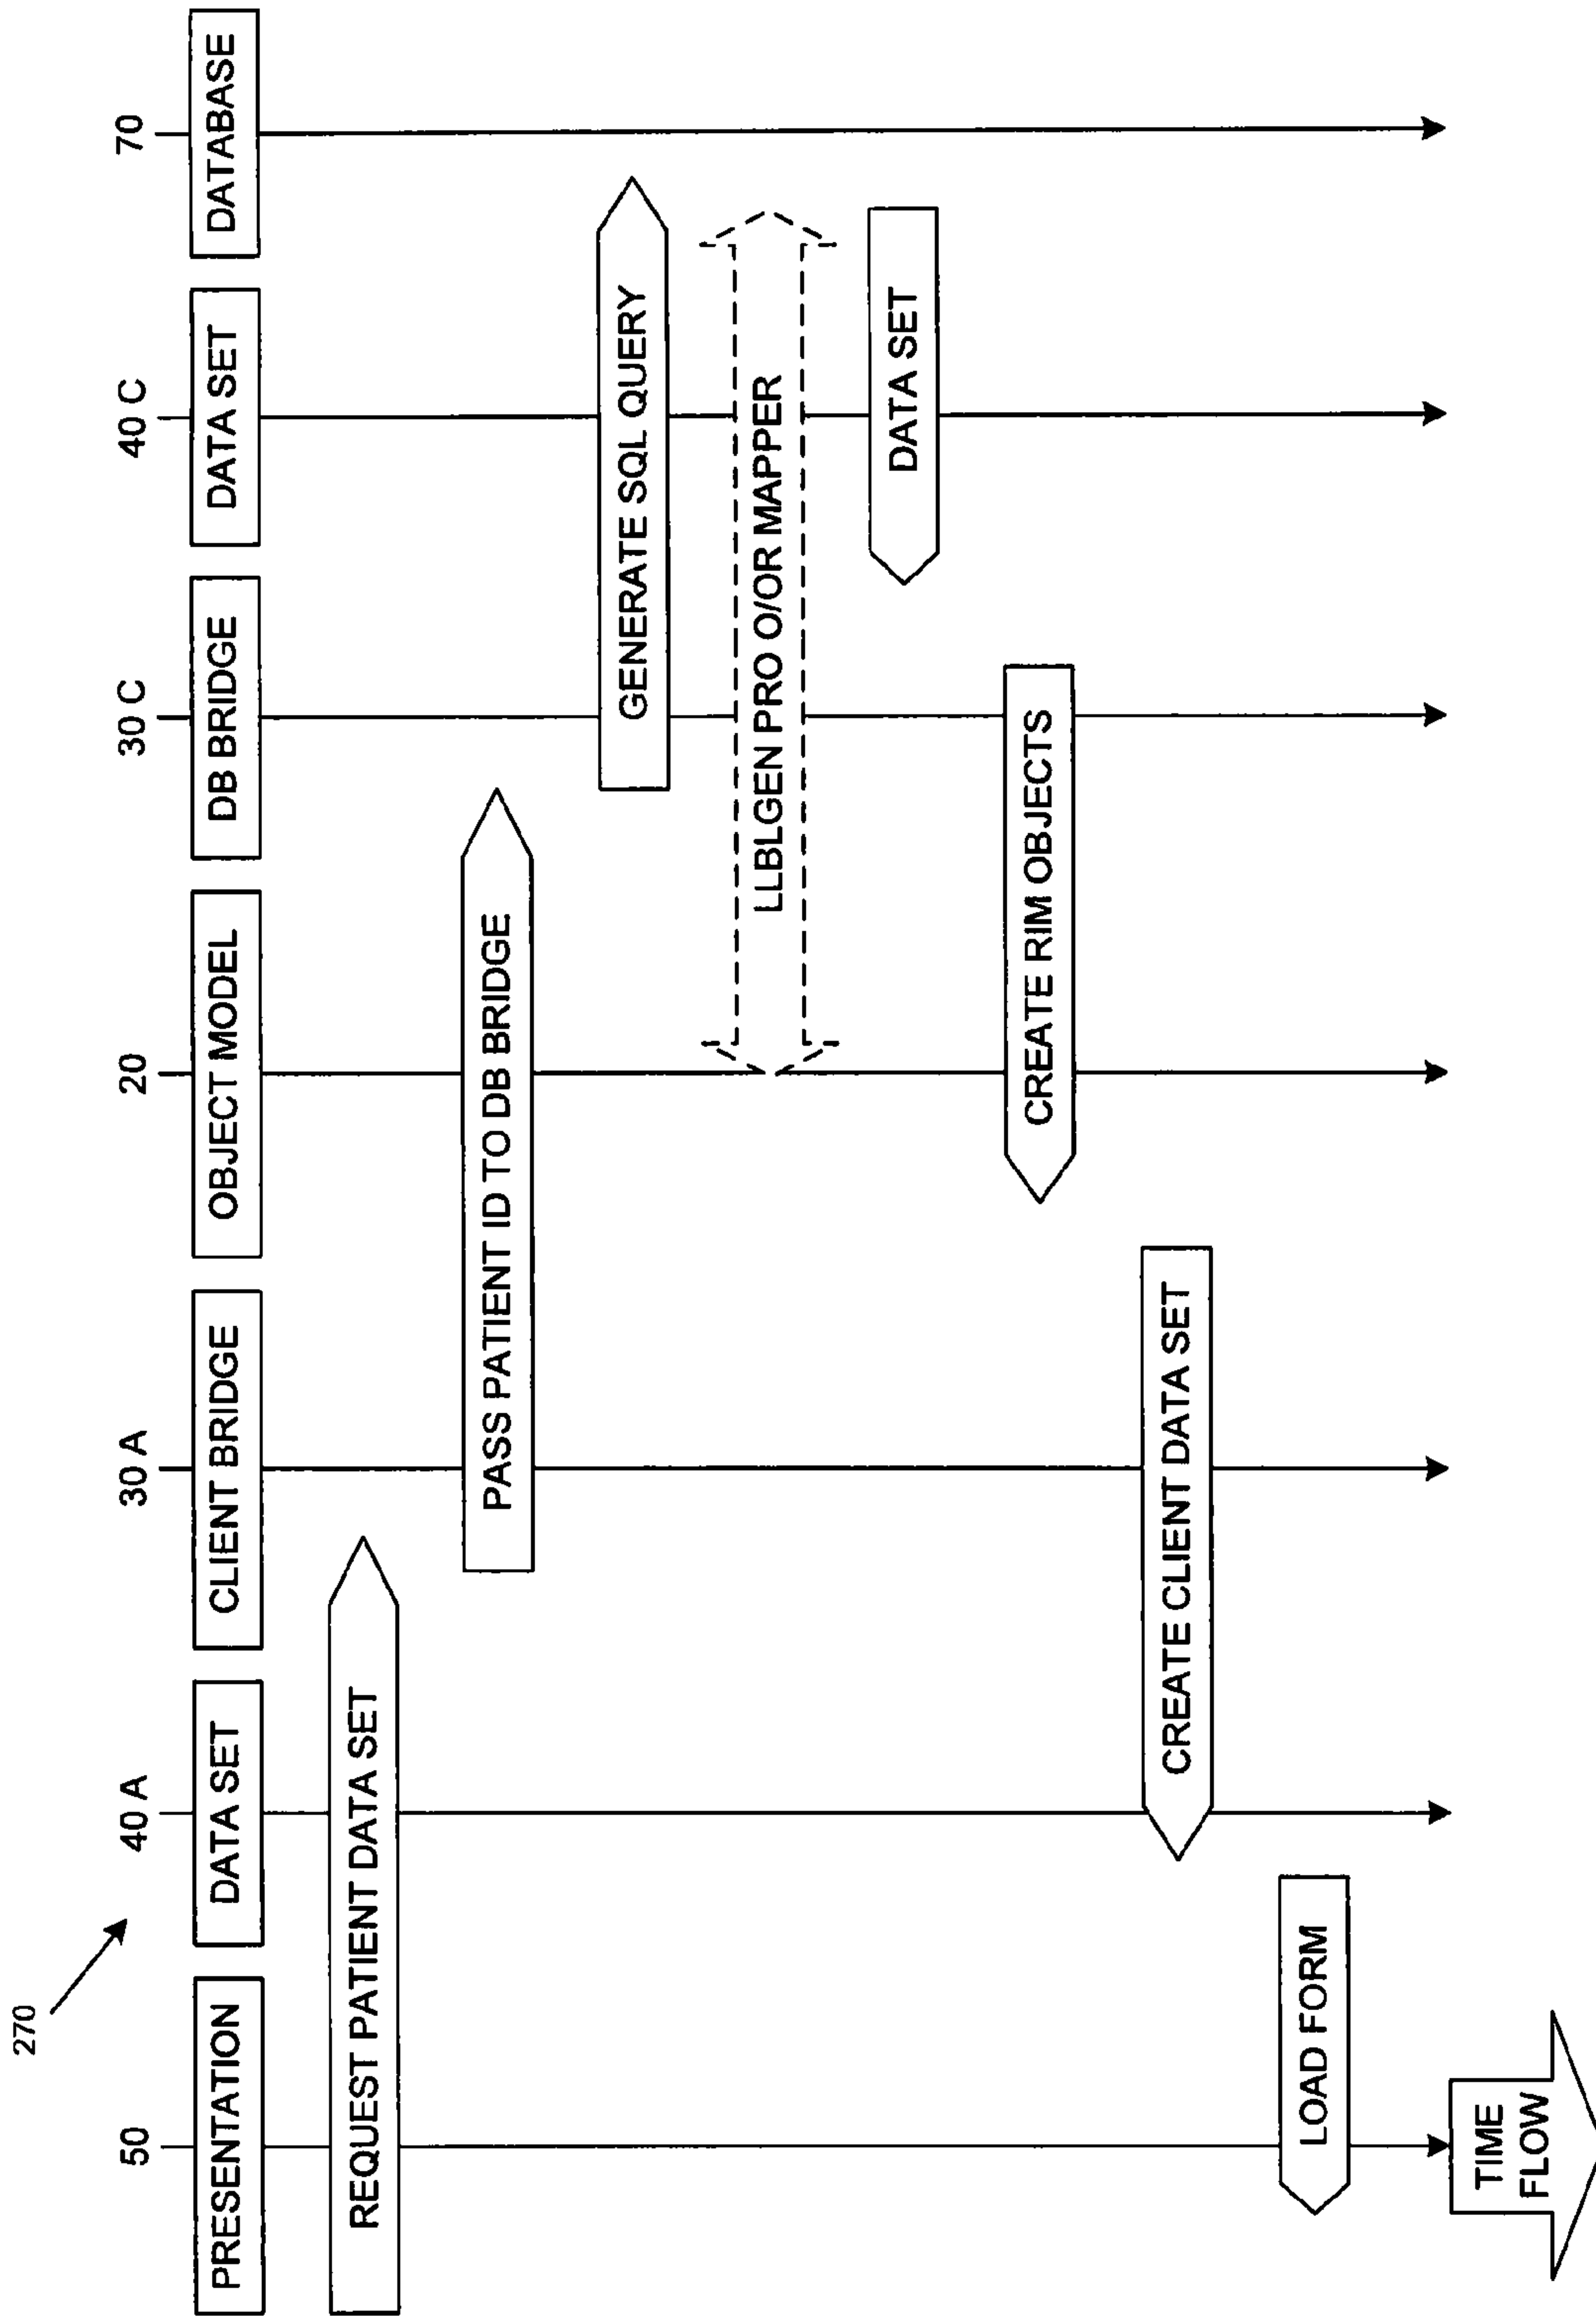 270
50
40 A
30 A
20
30 C
40 C
70
PRESENTATION
DATA SET
CLIENT BRIDGE
OBJECT MODEL
DB BRIDGE
DATA SET
DATABASE
REQUEST PATIENT DATA SET
PASS PATIENT ID TO DB BRIDGE
GENERATE SQL QUERY
LLBLGEN PRO O/OR MAPPER
DATA SET
CREATE RIM OBJECTS
CREATE CLIENT DATA SET
LOAD FORM
TIME
FLOW